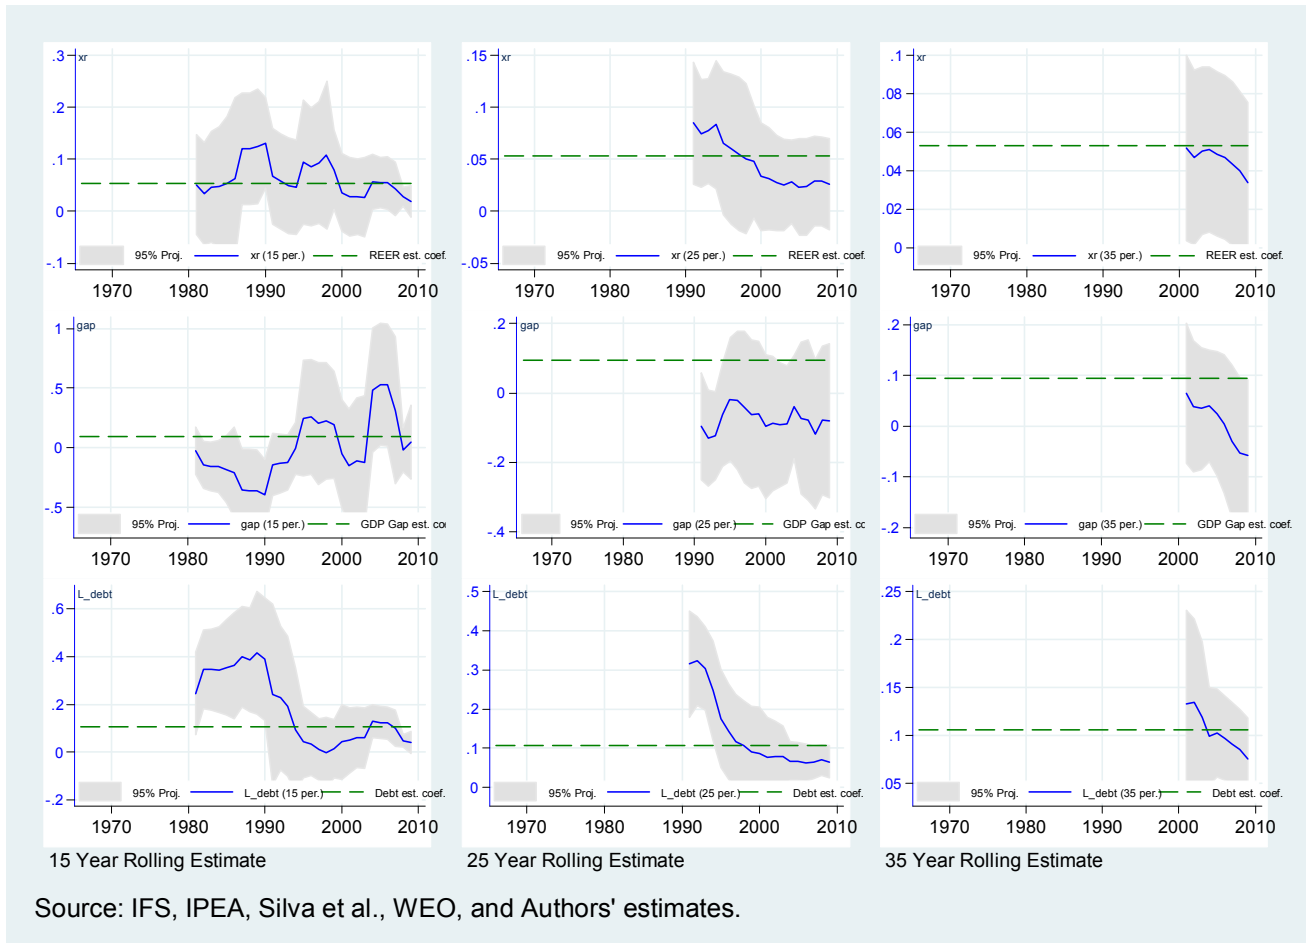 xr
.3
.2
.1
0
-.1
95% Proj. xr (15 per.) REER est. coef.
1970 1980 1990 2000 2010
xr
.15
.1
.05
0
-.05
95% Proj. xr (25 per.) REER est. coef.
1970 1980 1990 2000 2010
xr
.1
.08
.06
.04
.02
0
95% Proj. xr (35 per.) REER est. coef.
1970 1980 1990 2000 2010
gap
1
.5
0
-.5
95% Proj. gap (15 per.) GDP Gap est. co
1970 1980 1990 2000 2010
gap
.2
0
-.2
-.4
95% Proj. gap (25 per.) GDP Gap est. cc
1970 1980 1990 2000 2010
gap
.2
.1
0
-.1
-.2
95% Proj. gap (35 per.) GDP Gap est. coef.
1970 1980 1990 2000 2010
L_debt
.6
.4
.2
0
-.2
95% Proj. L_debt (15 per.) Debt est. coef.
1970 1980 1990 2000 2010
15 Year Rolling Estimate
L_debt
.5
.4
.3
.2
.1
0
95% Proj. L_debt (25 per.) Debt est. coef.
1970 1980 1990 2000 2010
25 Year Rolling Estimate
L_debt
.25
.2
.15
.1
.05
95% Proj. L_debt (35 per.) Debt est. coef.
1970 1980 1990 2000 2010
35 Year Rolling Estimate
Source: IFS, IPEA, Silva et al., WEO, and Authors' estimates.